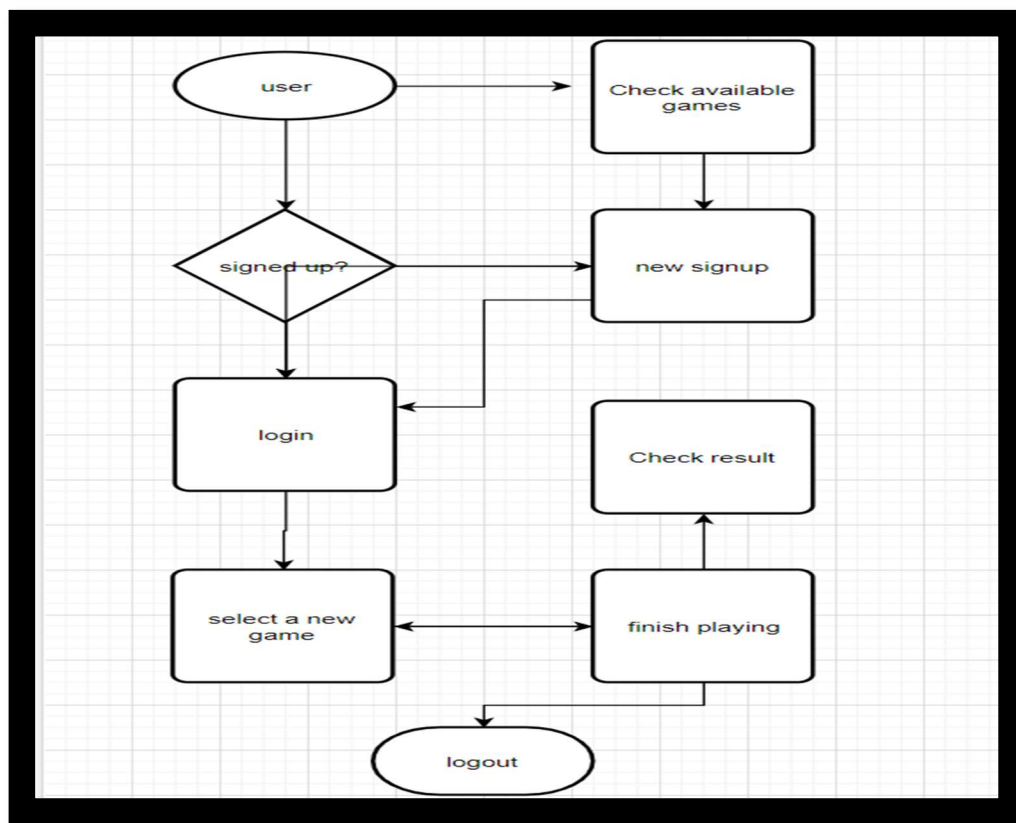 user
Check available
games
signed up?
new signup
login
Check result
select a new
game
finish playing
logout